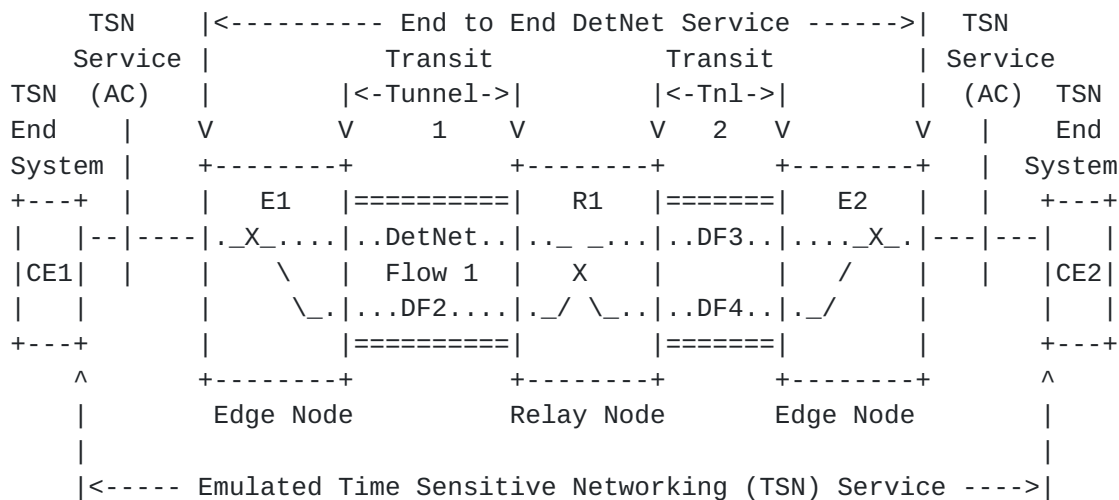 TSN    |<---------- End to End DetNet Service ------>|  TSN
Service |            Transit            Transit       | Service
TSN  (AC)    |        |<-Tunnel->|        |<-Tnl->|        |  (AC)  TSN
End      |    V        V     1    V        V   2   V        V   |    End
System |      +--------+          +--------+       +--------+   |  System
+---+  |     |   E1   |==========|   R1   |=======|   E2   |   |   +---+
|   |--|----|._X_....|..DetNet..|.._ _...|..DF3..|...._X_.|---|---|   |
|CE1|  |     |    \   |  Flow 1  |   X    |       |   /    |   |   |CE2|
|   |        |     \_.|...DF2....|._/ \_..|..DF4..|._/     |       |   |
+---+        |        |==========|        |=======|        |       +---+
^       +--------+          +--------+       +--------+       ^
|        Edge Node          Relay Node       Edge Node         |
|                                                              |
|<----- Emulated Time Sensitive Networking (TSN) Service ---->|